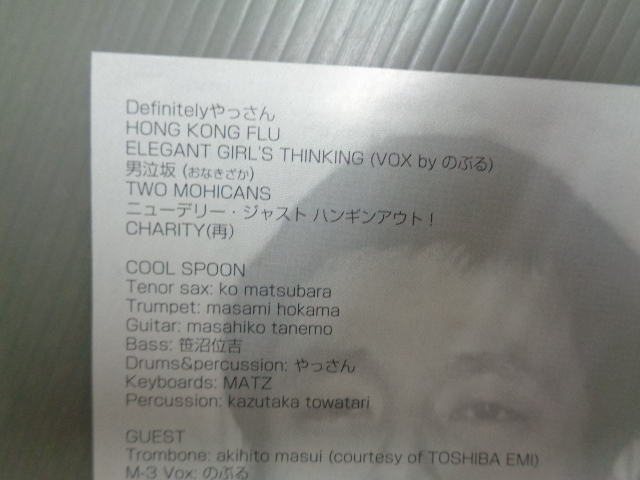 Definitelyやっさん
HONG KONG FLU
ELEGANT GIRL'S THINKING (VOX by のぶる)
男泣坂 (おなきざか)
TWO MOHICANS
ニューデリー・ジャスト ハンギンアウト！
CHARITY(再)
COOL SPOON
Tenor sax: ko matsubara
Trumpet: masami hokama
Guitar: masahiko tanemo
Bass: 笹沼位吉
Drums&percussion: やっさん
Keyboards: MATZ
Percussion: kazutaka towatari
GUEST
Trombone: akihito masui (courtesy of TOSHIBA EMI)
M-3 Vox: のぶる